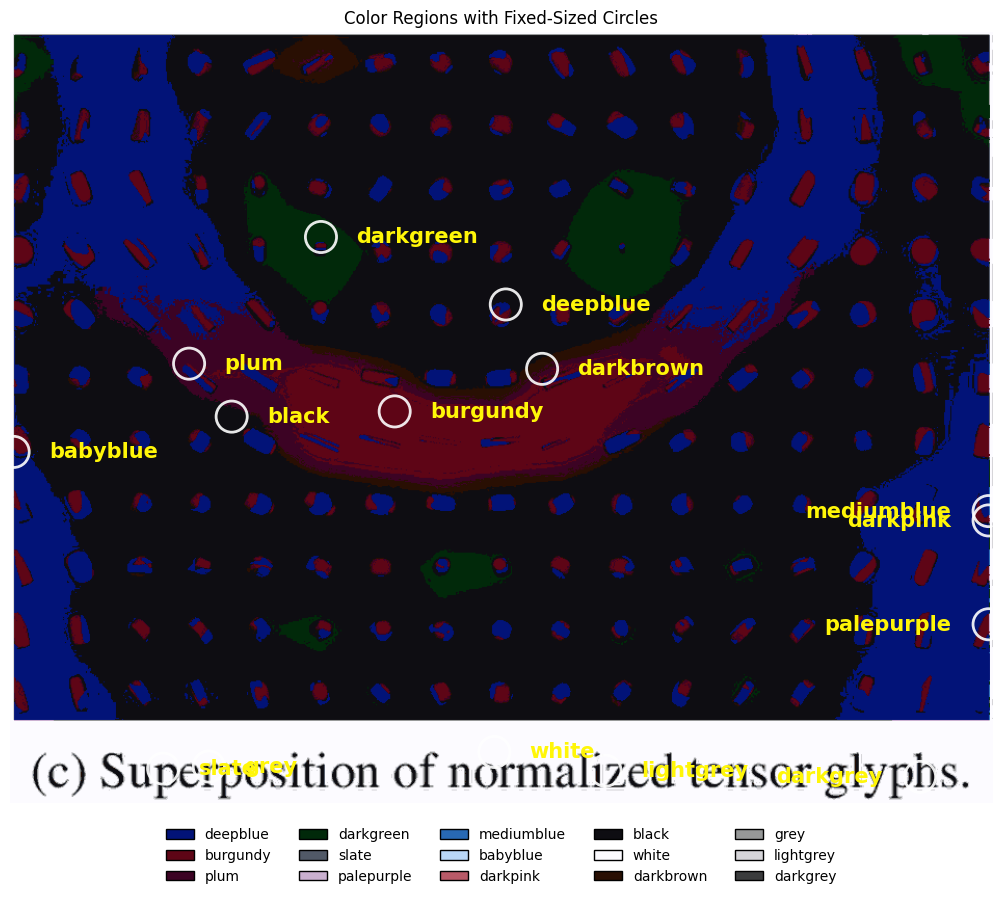 Color Regions with Fixed-Sized Circles
darkgreen
deepblue
plum
darkbrown
black
burgundy
babyblue
mediumblue
darkpink
palepurple
white
slate grey lightgrey darkgrey
(c) Superposition of normalized tensor glyphs.
deepblue darkgreen mediumblue black grey
burgundy slate babyblue white lightgrey
plum palepurple darkpink darkbrown darkgrey